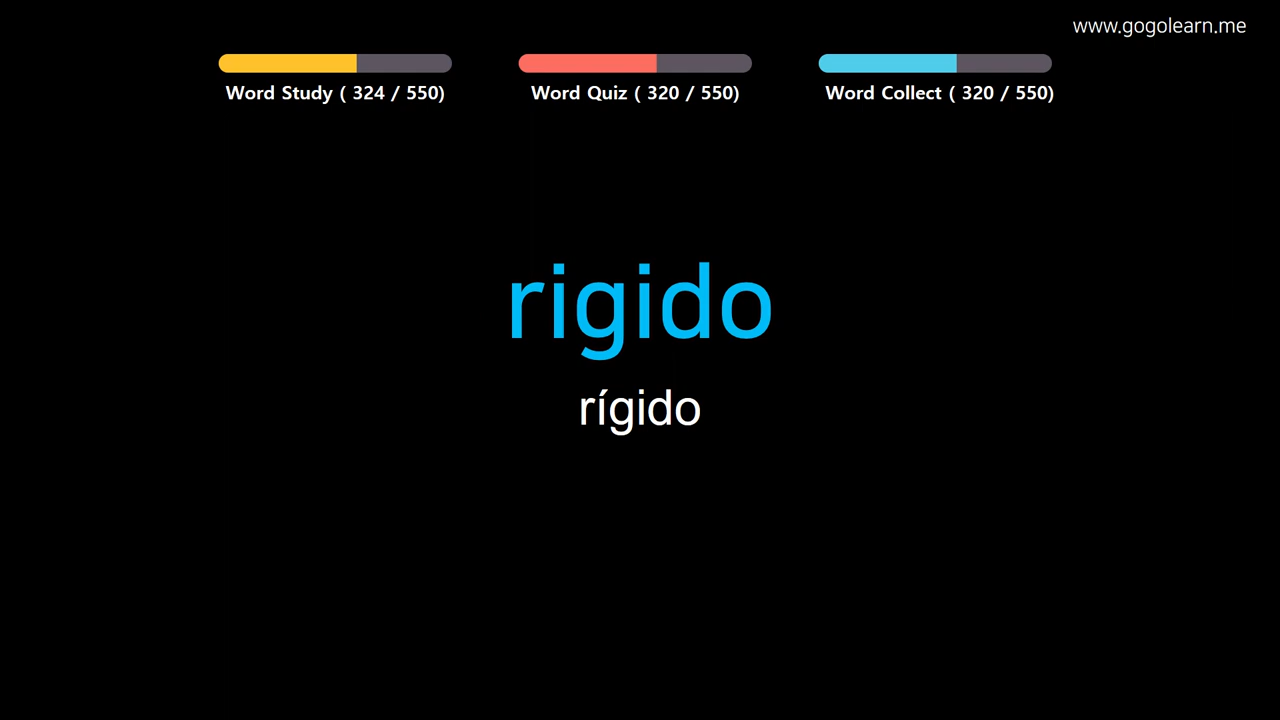 www.gogolearn.me
Word Study ( 324 / 550)
Word Quiz ( 320 / 550)
Word Collect ( 320 / 550)
rigido
rígido